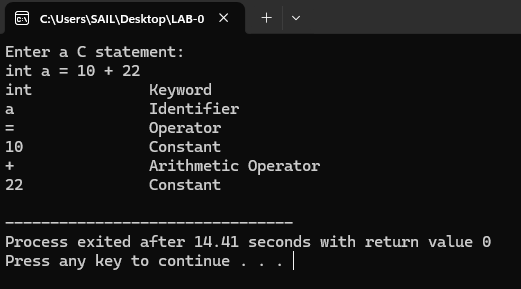 C:\Users\SAIL\Desktop\LAB-0
Enter a C statement:
int a = 10 + 22
int Keyword
a Identifier
= Operator
10 Constant
+ Arithmetic Operator
22 Constant
--------------------------------
Process exited after 14.41 seconds with return value 0
Press any key to continue . . .